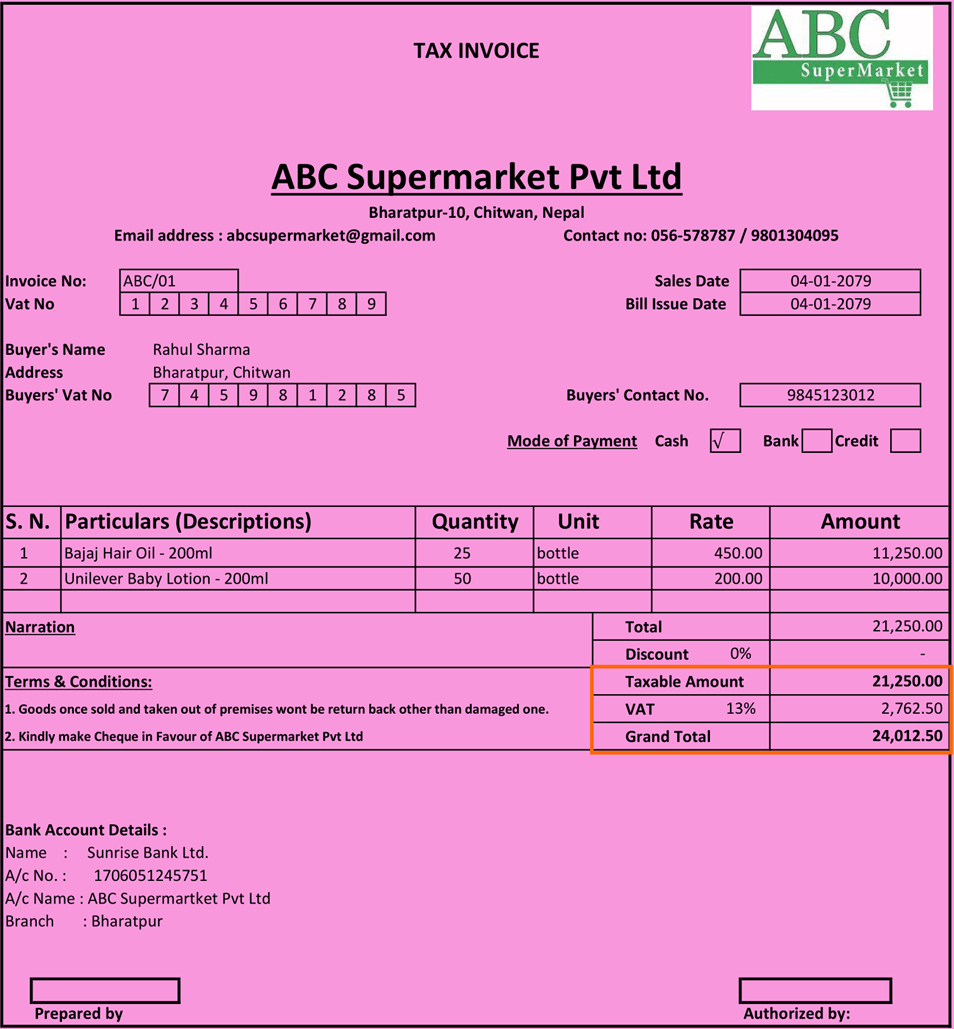 ABC
SuperMarket
TAX INVOICE
ABC Supermarket Pvt Ltd
Bharatpur-10, Chitwan, Nepal
Email address : abcsupermarket@gmail.com Contact no: 056-578787 / 9801304095
Invoice No: ABC/01 Sales Date 04-01-2079
Vat No 1 2 3 4 5 6 7 8 9 Bill Issue Date 04-01-2079
Buyer's Name Rahul Sharma
Address Bharatpur, Chitwan
Buyers' Vat No 7 4 5 9 8 1 2 8 5 Buyers' Contact No. 9845123012
Mode of Payment Cash √ Bank Credit
S. N. Particulars (Descriptions) Quantity Unit Rate Amount
1 Bajaj Hair Oil - 200ml 25 bottle 450.00 11,250.00
2 Unilever Baby Lotion - 200ml 50 bottle 200.00 10,000.00
Narration Total 21,250.00
Discount 0% -
Terms & Conditions: Taxable Amount 21,250.00
1. Goods once sold and taken out of premises wont be return back other than damaged one. VAT 13% 2,762.50
2. Kindly make Cheque in Favour of ABC Supermarket Pvt Ltd Grand Total 24,012.50
Bank Account Details :
Name : Sunrise Bank Ltd.
A/c No. : 1706051245751
A/c Name : ABC Supermartket Pvt Ltd
Branch : Bharatpur
Prepared by Authorized by: